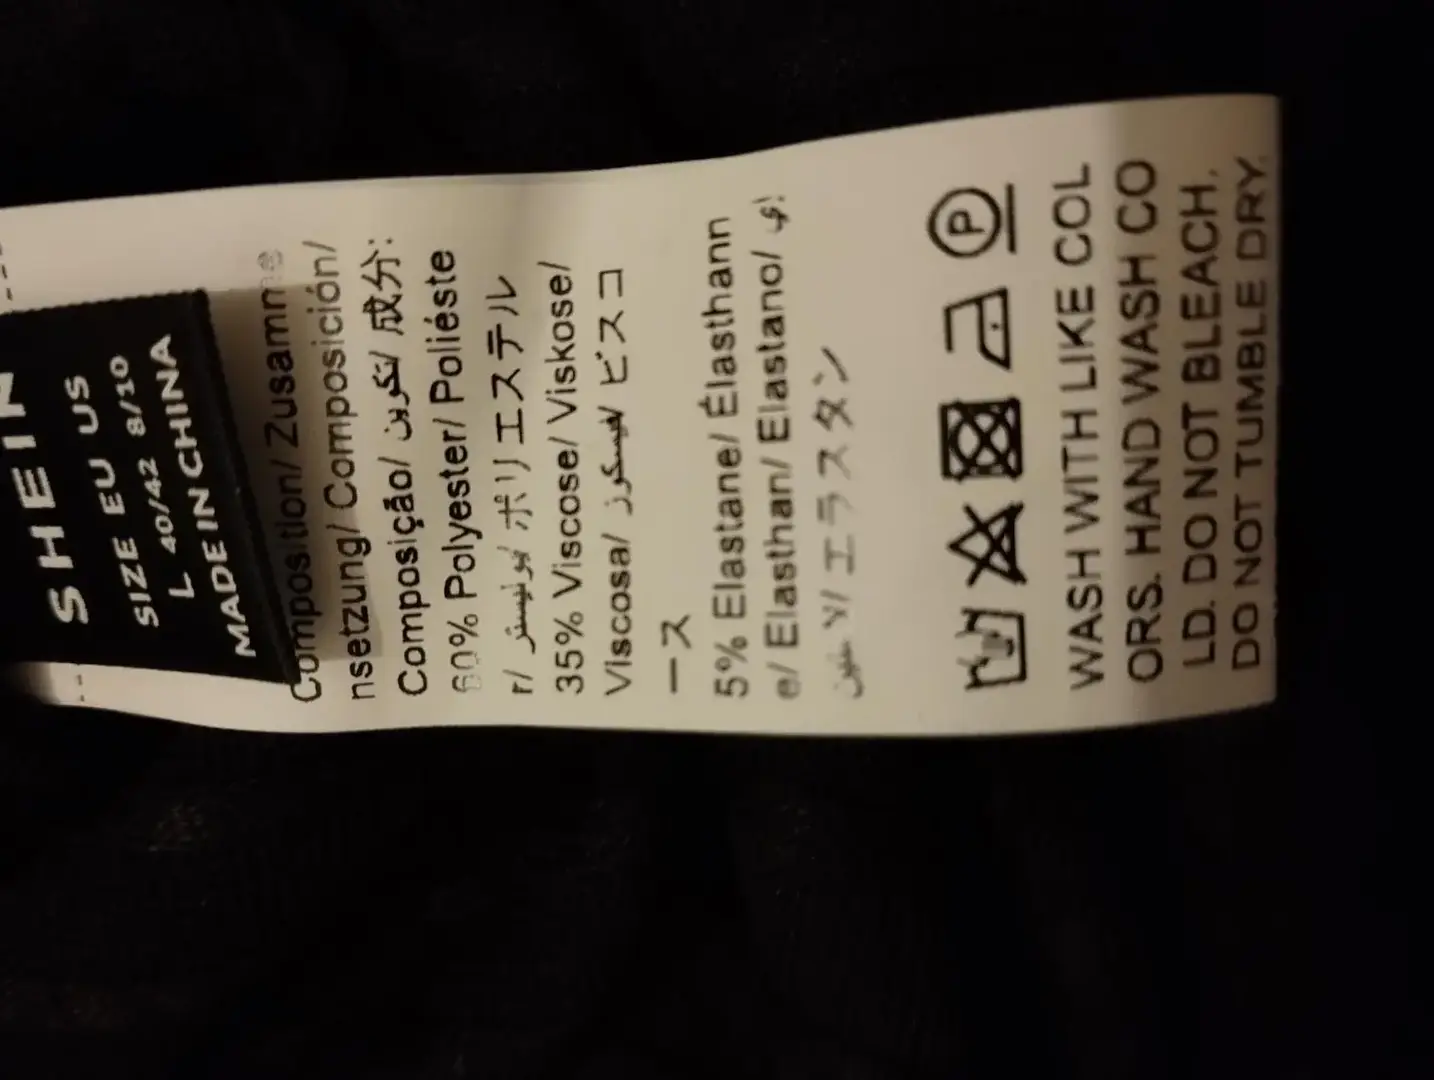 SHEIN
SIZE EU US
L 40/42 8/10
MADE IN CHINA
Composition/ Zusamme
nsetzung/ Composición/
Composição/ تكوين/ 成分:
60% Polyester/ Poliéste
r/ بوليستر/ ポリエステル
35% Viscose/ Viskose/
Viscosa/ فيسكوز/ ビスコ
ース
5% Elastane/ Élasthann
e/ Elasthan/ Elastano/
エラスタン
P
WASH WITH LIKE COL
ORS. HAND WASH CO
LD. DO NOT BLEACH.
DO NOT TUMBLE DRY.